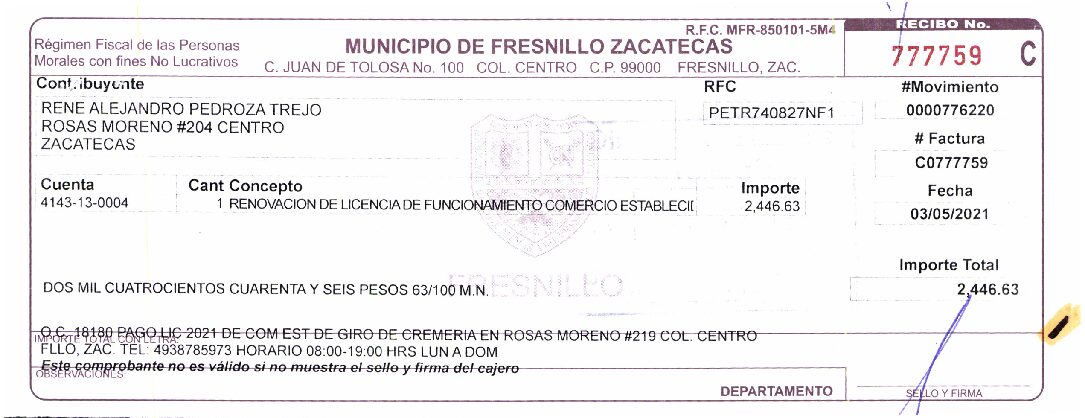 R.F.C. MFR-850101-5M4
RECIBO No.
Régimen Fiscal de las Personas
Morales con fines No Lucrativos
MUNICIPIO DE FRESNILLO ZACATECAS
C. JUAN DE TOLOSA No. 100 COL. CENTRO C.P. 99000 FRESNILLO, ZAC.
777759 C
Contribuyente
RFC
#Movimiento
RENE ALEJANDRO PEDROZA TREJO
PETR740827NF1
0000776220
ROSAS MORENO #204 CENTRO
ZACATECAS
# Factura
C0777759
Cuenta
Cant Concepto
Importe
Fecha
4143-13-0004
1 RENOVACION DE LICENCIA DE FUNCIONAMIENTO COMERCIO ESTABLECI
2,446.63
03/05/2021
Importe Total
FRESNILLO
DOS MIL CUATROCIENTOS CUARENTA Y SEIS PESOS 63/100 M.N.
2,446.63
O.C. 18180 PAGO LIC 2021 DE COM EST DE GIRO DE CREMERIA EN ROSAS MORENO #219 COL. CENTRO
IMPORTE TOTAL CON LETRA:
FLLO, ZAC. TEL: 4938785973 HORARIO 08:00-19:00 HRS LUN A DOM
Este comprobante no es válido si no muestra el sello y firma del cajero
OBSERVACIONES
DEPARTAMENTO
SELLO Y FIRMA